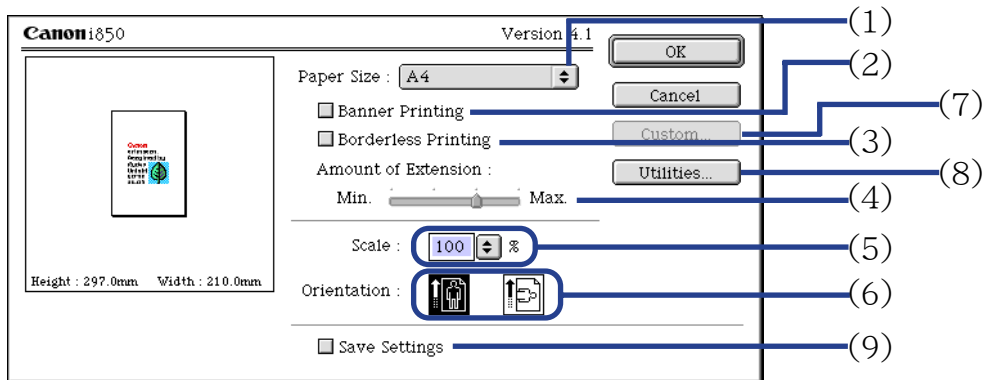 Canon i850 Version 4.1
Paper Size : A4
Banner Printing
Borderless Printing
Amount of Extension :
Min. Max.
Scale : 100 %
Orientation :
Save Settings
Height : 297.0mm Width : 210.0mm
Canon
OK
Cancel
Custom...
Utilities...
(1)
(2)
(7)
(3)
(8)
(4)
(5)
(6)
(9)